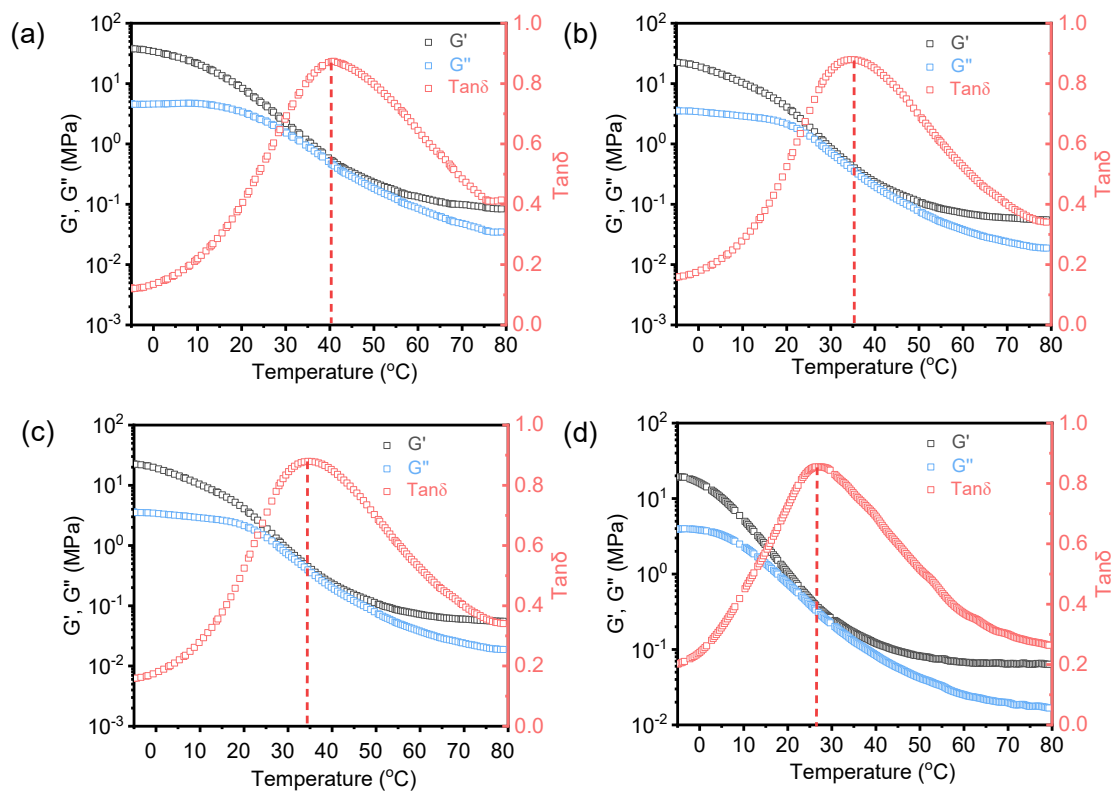 (a)
G', G" (MPa)
10²
10¹
10⁰
10⁻¹
10⁻²
10⁻³
G'
G"
Tanδ
1.0
0.8
0.6
0.4
0.2
0.0
Tanδ
0 10 20 30 40 50 60 70 80
Temperature (°C)
(b)
G', G" (MPa)
10²
10¹
10⁰
10⁻¹
10⁻²
10⁻³
G'
G"
Tanδ
1.0
0.8
0.6
0.4
0.2
0.0
Tanδ
0 10 20 30 40 50 60 70 80
Temperature (°C)
(c)
G', G" (MPa)
10²
10¹
10⁰
10⁻¹
10⁻²
10⁻³
G'
G"
Tanδ
1.0
0.8
0.6
0.4
0.2
0.0
Tanδ
0 10 20 30 40 50 60 70 80
Temperature (°C)
(d)
G', G" (MPa)
10²
10¹
10⁰
10⁻¹
10⁻²
G'
G"
Tanδ
1.0
0.8
0.6
0.4
0.2
0.0
Tanδ
0 10 20 30 40 50 60 70 80
Temperature (°C)